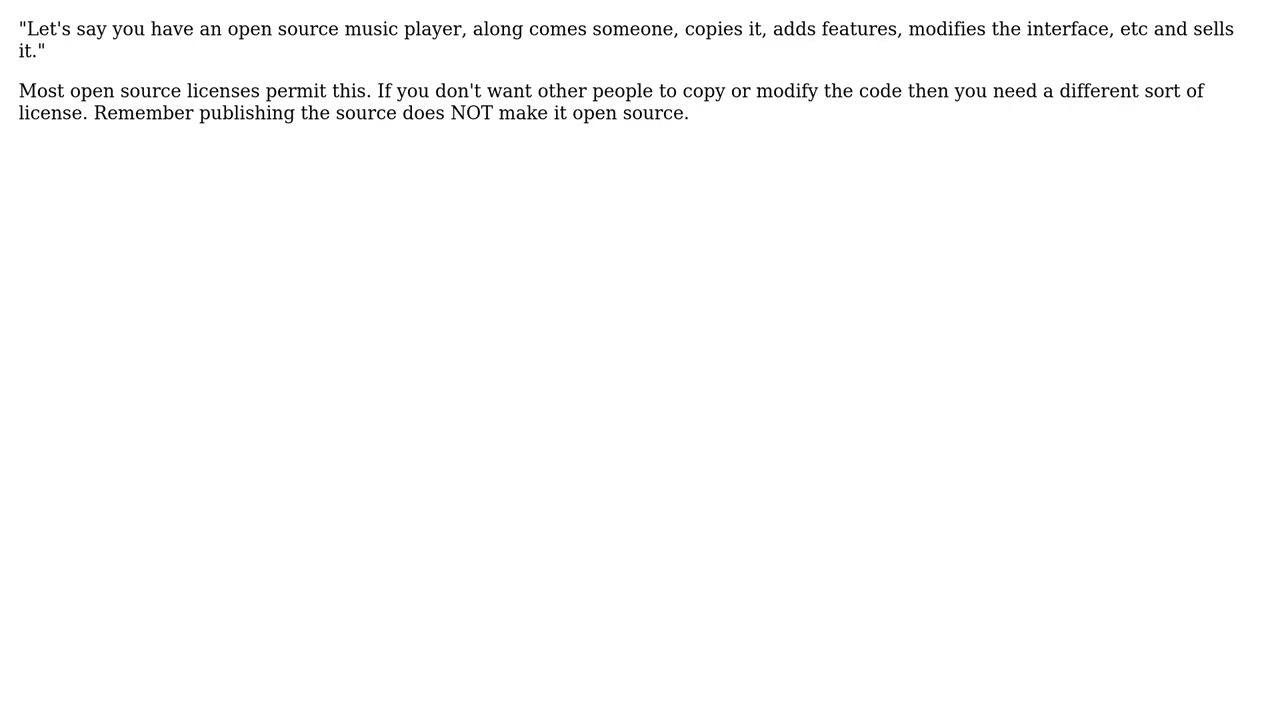 "Let's say you have an open source music player, along comes someone, copies it, adds features, modifies the interface, etc and sells
it."
Most open source licenses permit this. If you don't want other people to copy or modify the code then you need a different sort of
license. Remember publishing the source does NOT make it open source.